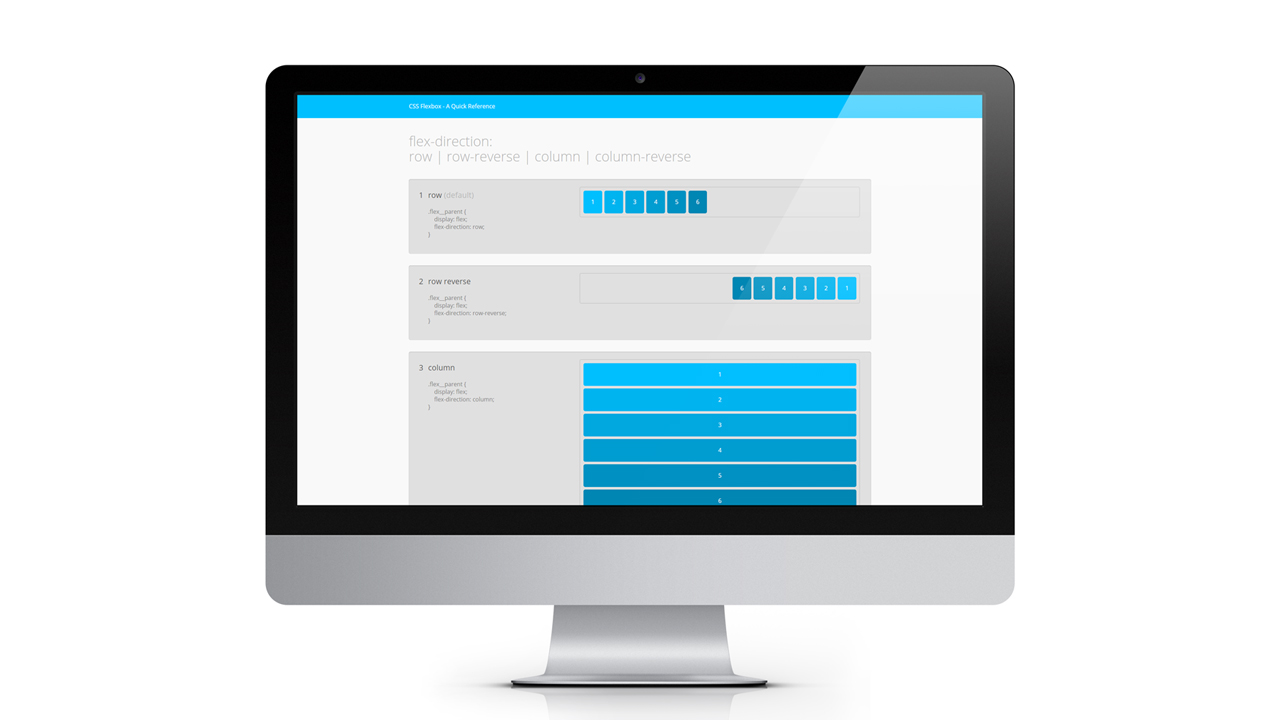 CSS Flexbox - A Quick Reference
flex-direction:
row | row-reverse | column | column-reverse
1 row (default)
.flex__parent {
display: flex;
flex-direction: row;
}
1 2 3 4 5 6
2 row reverse
.flex__parent {
display: flex;
flex-direction: row-reverse;
}
6 5 4 3 2 1
3 column
.flex__parent {
display: flex;
flex-direction: column;
}
1
2
3
4
5
6